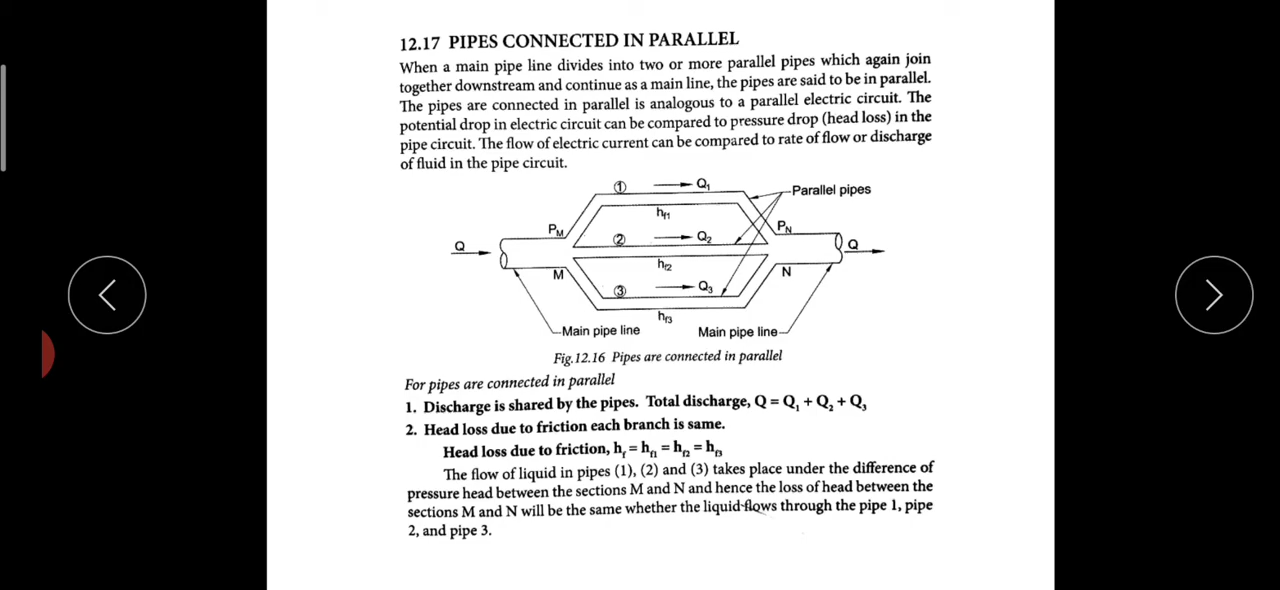 12.17 PIPES CONNECTED IN PARALLEL
When a main pipe line divides into two or more parallel pipes which again join
together downstream and continue as a main line, the pipes are said to be in parallel.
The pipes are connected in parallel is analogous to a parallel electric circuit. The
potential drop in electric circuit can be compared to pressure drop (head loss) in the
pipe circuit. The flow of electric current can be compared to rate of flow or discharge
of fluid in the pipe circuit.
① Q₁
Parallel pipes
h_f1
P_M P_N
② Q₂
Q Q
h_f2
M N
③ Q₃
h_f3
Main pipe line Main pipe line
Fig.12.16 Pipes are connected in parallel
For pipes are connected in parallel
1. Discharge is shared by the pipes. Total discharge, Q = Q₁ + Q₂ + Q₃
2. Head loss due to friction each branch is same.
Head loss due to friction, h_f = h_f1 = h_f2 = h_f3
The flow of liquid in pipes (1), (2) and (3) takes place under the difference of
pressure head between the sections M and N and hence the loss of head between the
sections M and N will be the same whether the liquid flows through the pipe 1, pipe
2, and pipe 3.